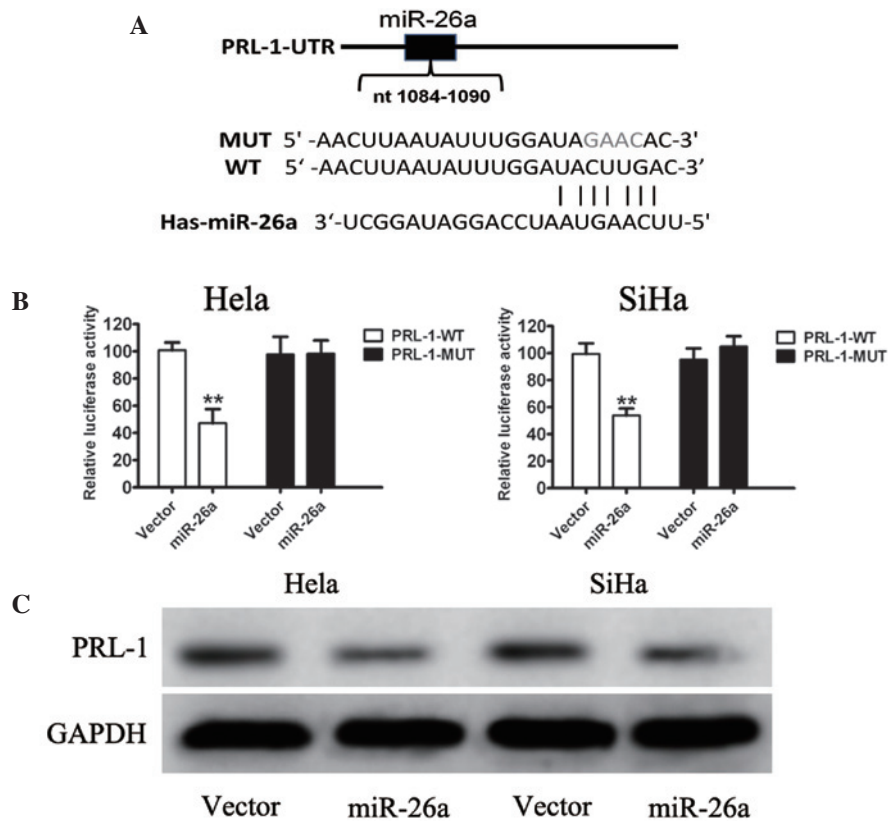 A
miR-26a
PRL-1-UTR
nt 1084-1090
MUT 5' -AACUUAAUAUUUGGAUAGAACAC-3'
WT 5‘ -AACUUAAUAUUUGGAUACUUGAC-3’
Has-miR-26a 3‘-UCGGAUAGGACCUAAUGAACUU-5'
B
Hela
Relative luciferase activity
120
100
80
60
40
20
0
**
Vector
miR-26a
Vector
miR-26a
PRL-1-WT
PRL-1-MUT
SiHa
Relative luciferase activity
120
100
80
60
40
20
0
**
Vector
miR-26a
Vector
miR-26a
PRL-1-WT
PRL-1-MUT
C
Hela SiHa
PRL-1
GAPDH
Vector miR-26a Vector miR-26a